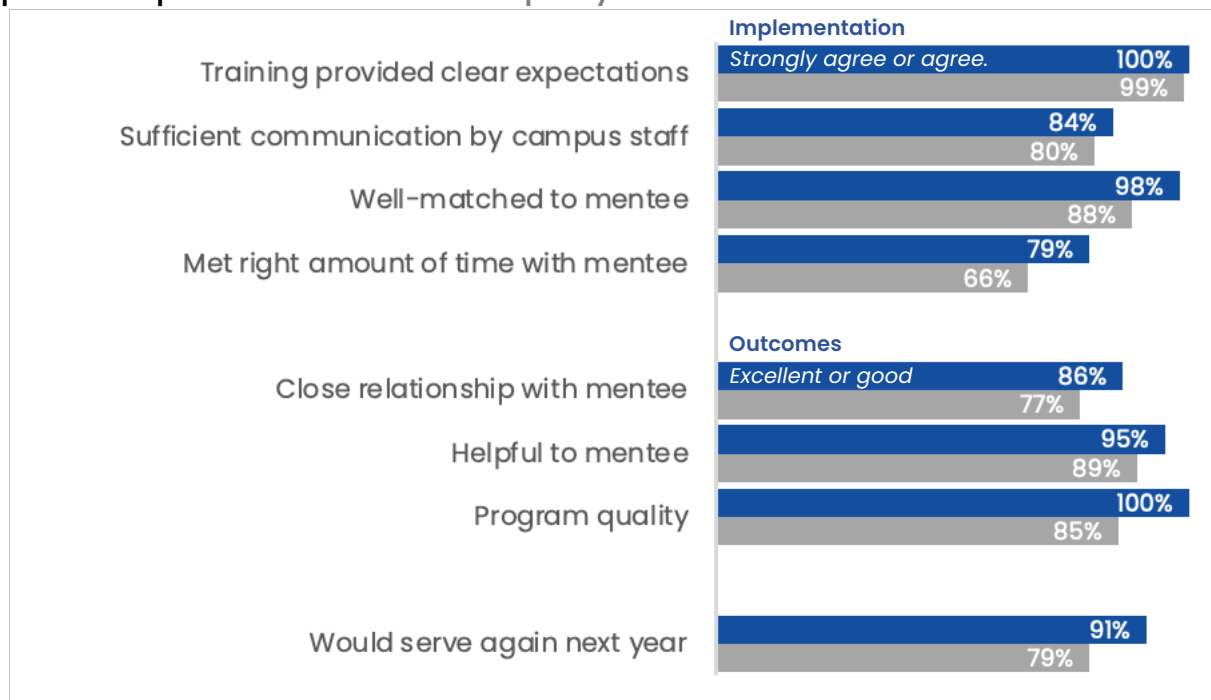 Implementation
Training provided clear expectations
Strongly agree or agree.
100%
99%
Sufficient communication by campus staff
84%
80%
Well-matched to mentee
98%
88%
Met right amount of time with mentee
79%
66%
Outcomes
Close relationship with mentee
Excellent or good
86%
77%
Helpful to mentee
95%
89%
Program quality
100%
85%
Would serve again next year
91%
79%